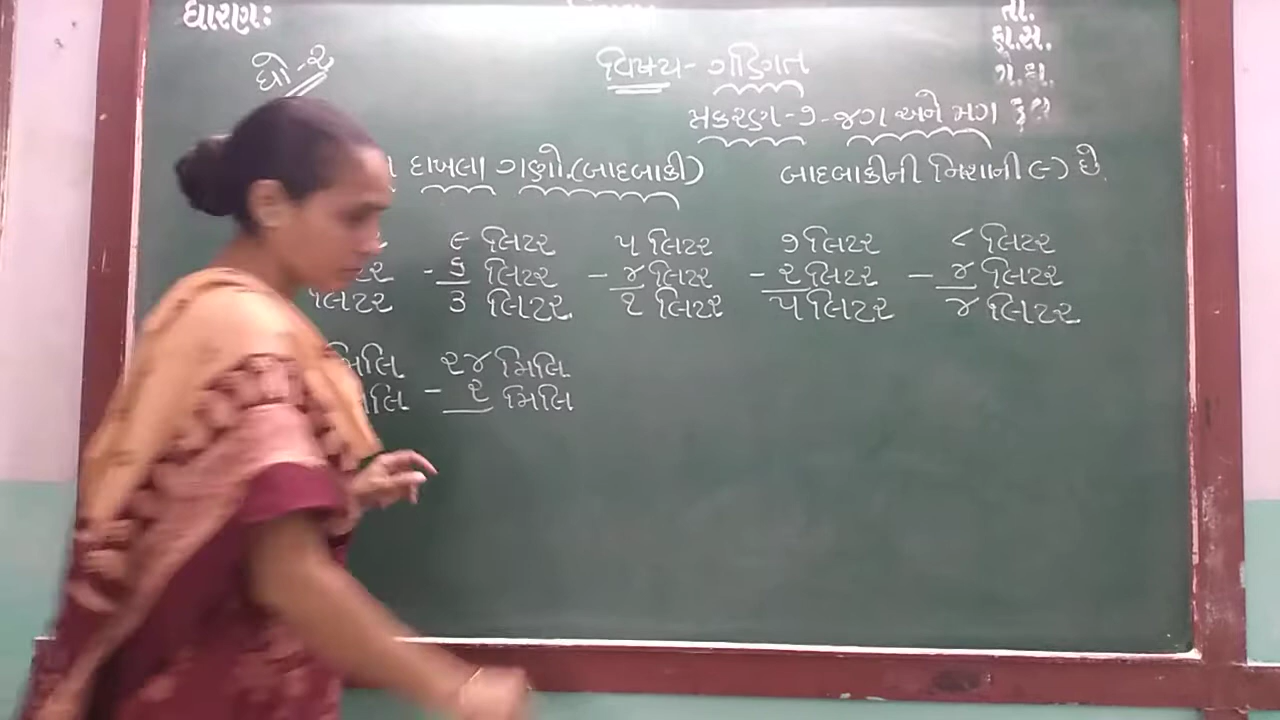 ધોરણઃ
તા.
હા.સ.
ગે.હા.
કુલ
ધો-૨
વિષય- ગણિત
પ્રકરણ-૭-જગ અને મગ
દાખલા ગણો.(બાદબાકી) બાદબાકીની નિશાની (-) છે.
૯ લિટર ૫ લિટર ૭ લિટર ૮ લિટર
- ૬ લિટર - ૪ લિટર - ૨ લિટર - ૪ લિટર
૫ લિટર ૩ લિટર ૧ લિટર ૫ લિટર ૪ લિટર
મિલિ ૨૪ મિલિ
- ૨ મિલિ